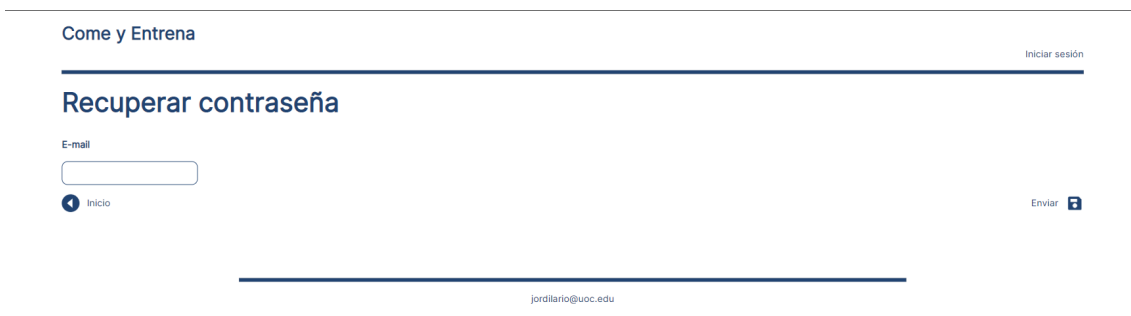 Come y Entrena
Iniciar sesión
Recuperar contraseña
E-mail
Inicio
Enviar
jordilario@uoc.edu